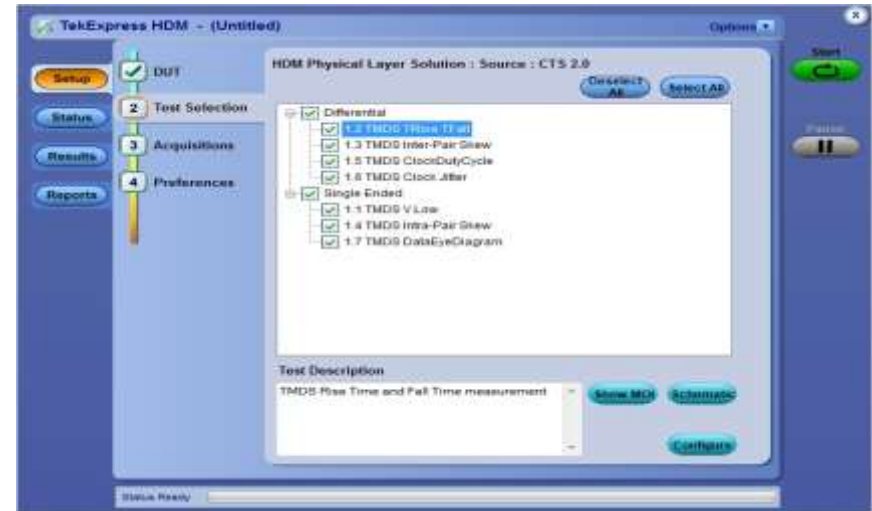 TekExpress HDM - (Untitled)
Options
Start
Setup
DUT
HDM Physical Layer Solution : Source : CTS 2.0
Deselect All
Select All
Status
2 Test Selection
Differential
1.2 TMDS TRise TFall
Pause
Results
3 Acquisitions
1.3 TMDS Inter-Pair Skew
1.5 TMDS ClockDutyCycle
Reports
4 Preferences
1.6 TMDS Clock Jitter
Single Ended
1.1 TMDS V Low
1.4 TMDS Intra-Pair Skew
1.7 TMDS DataEyeDiagram
Test Description
TMDS Rise Time and Fall Time measurement
Show MOI
Schematic
Configure
Status Ready